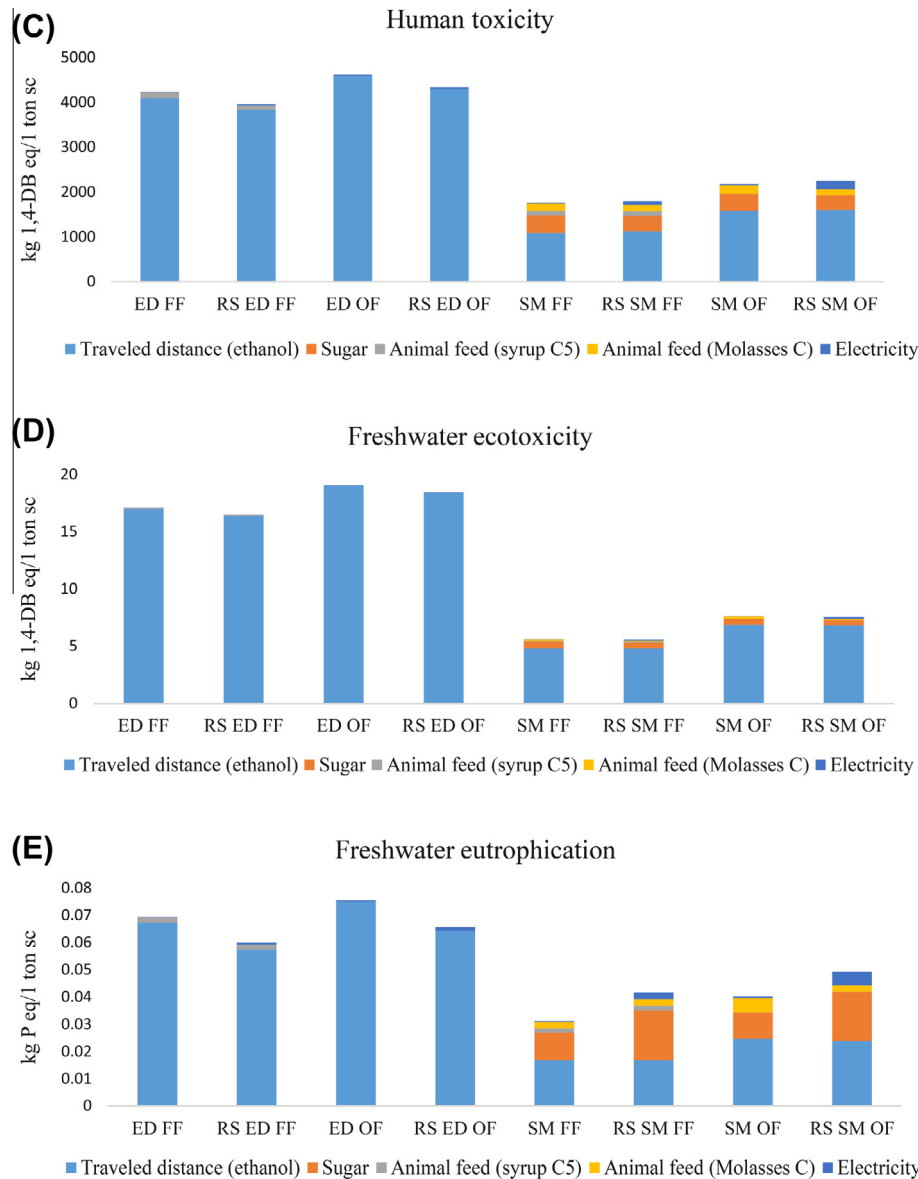 (C)
Human toxicity
kg 1,4-DB eq/1 ton sc
5000
4000
3000
2000
1000
0
ED FF RS ED FF ED OF RS ED OF SM FF RS SM FF SM OF RS SM OF
Traveled distance (ethanol) Sugar Animal feed (syrup C5) Animal feed (Molasses C) Electricity
(D)
Freshwater ecotoxicity
kg 1,4-DB eq/1 ton sc
20
15
10
5
0
ED FF RS ED FF ED OF RS ED OF SM FF RS SM FF SM OF RS SM OF
Traveled distance (ethanol) Sugar Animal feed (syrup C5) Animal feed (Molasses C) Electricity
(E)
Freshwater eutrophication
kg P eq/1 ton sc
0.08
0.07
0.06
0.05
0.04
0.03
0.02
0.01
0
ED FF RS ED FF ED OF RS ED OF SM FF RS SM FF SM OF RS SM OF
Traveled distance (ethanol) Sugar Animal feed (syrup C5) Animal feed (Molasses C) Electricity